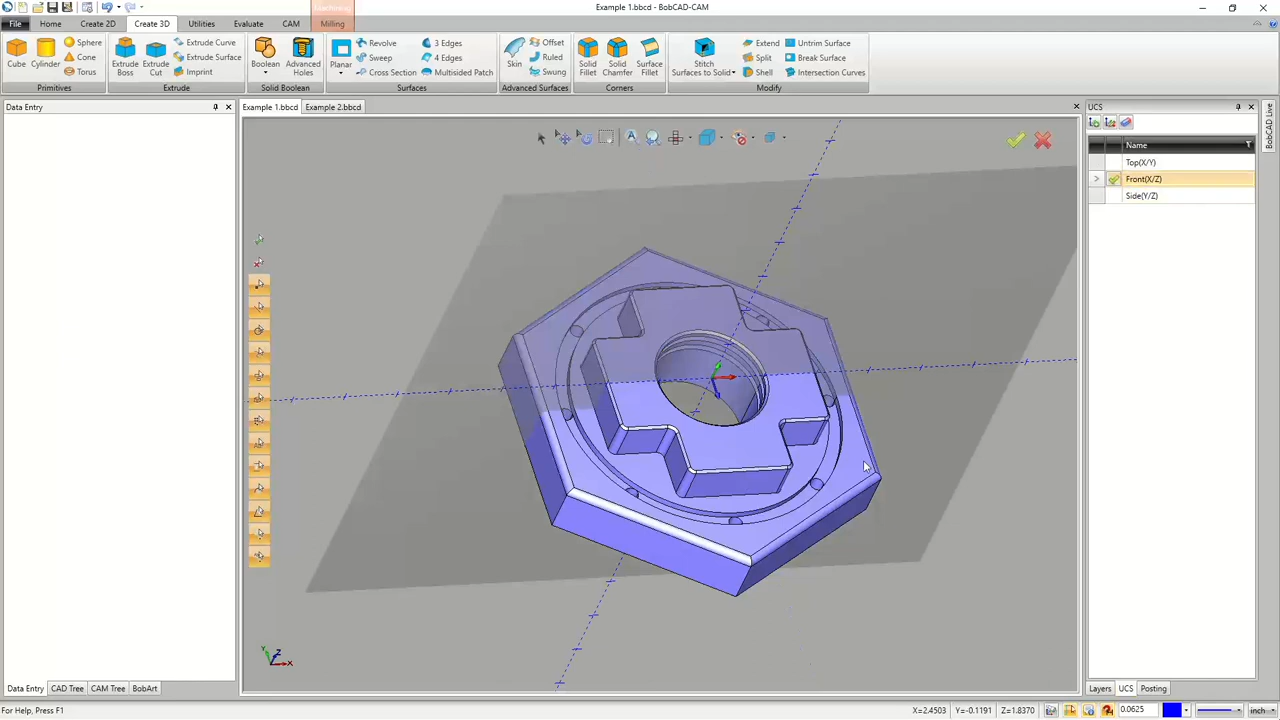 Example 1.bbcd - BobCAD-CAM
Machining
File Home Create 2D Create 3D Utilities Evaluate CAM Milling
Cube Cylinder Sphere Cone Torus
Primitives
Extrude Boss Extrude Cut Extrude Curve Extrude Surface Imprint
Extrude
Boolean Advanced Holes
Solid Boolean
Planar Revolve Sweep Cross Section 3 Edges 4 Edges Multisided Patch
Surfaces
Skin Offset Ruled Swung
Advanced Surfaces
Solid Fillet Solid Chamfer Surface Fillet
Corners
Stitch Surfaces to Solid Extend Split Shell Untrim Surface Break Surface Intersection Curves
Modify
Data Entry
Example 1.bbcd Example 2.bbcd
UCS
BobCAD Live
Name
Top(X/Y)
Front(X/Z)
Side(Y/Z)
Y Z X
Data Entry CAD Tree CAM Tree BobArt
Layers UCS Posting
For Help, Press F1
X=2.4503 Y=-0.1191 Z=1.8370 0.0625 inch